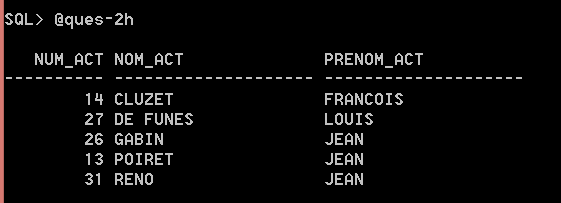 SQL> @ques-2h
NUM_ACT NOM_ACT PRENOM_ACT
---------- -------------------- --------------------
14 CLUZET FRANCOIS
27 DE FUNES LOUIS
26 GABIN JEAN
13 POIRET JEAN
31 RENO JEAN